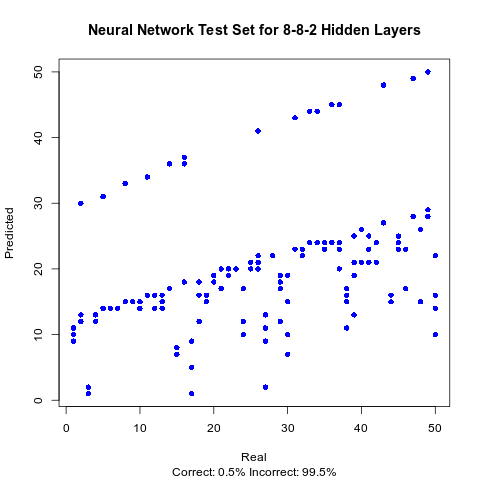 Neural Network Test Set for 8-8-2 Hidden Layers
Predicted
50
40
30
20
10
0
0 10 20 30 40 50
Real
Correct: 0.5% Incorrect: 99.5%